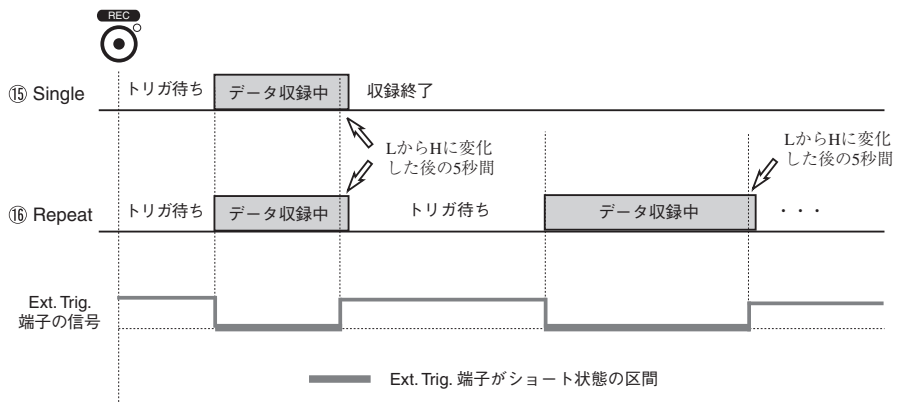 REC
⑮ Single
トリガ待ち
データ収録中
収録終了
LからHに変化
した後の5秒間
LからHに変化
した後の5秒間
⑯ Repeat
トリガ待ち
データ収録中
トリガ待ち
データ収録中
・・・
Ext. Trig.
端子の信号
Ext. Trig. 端子がショート状態の区間